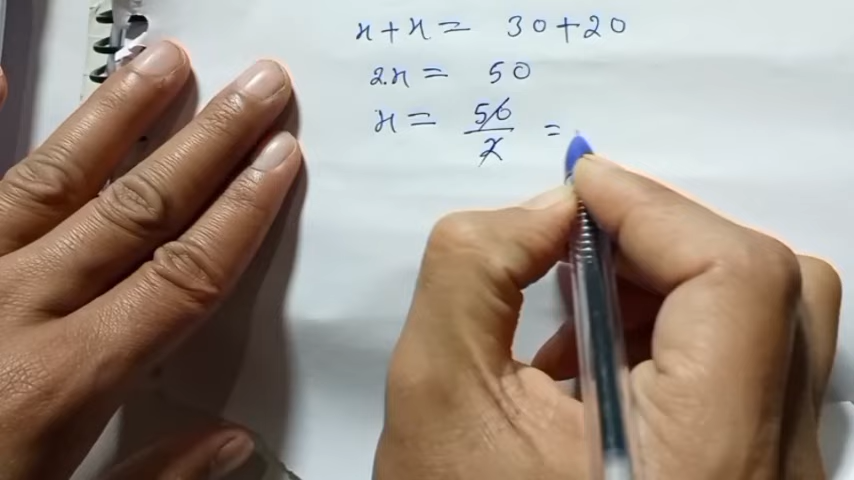 x+x = 30+20
2x = 50
x = 50/2 =